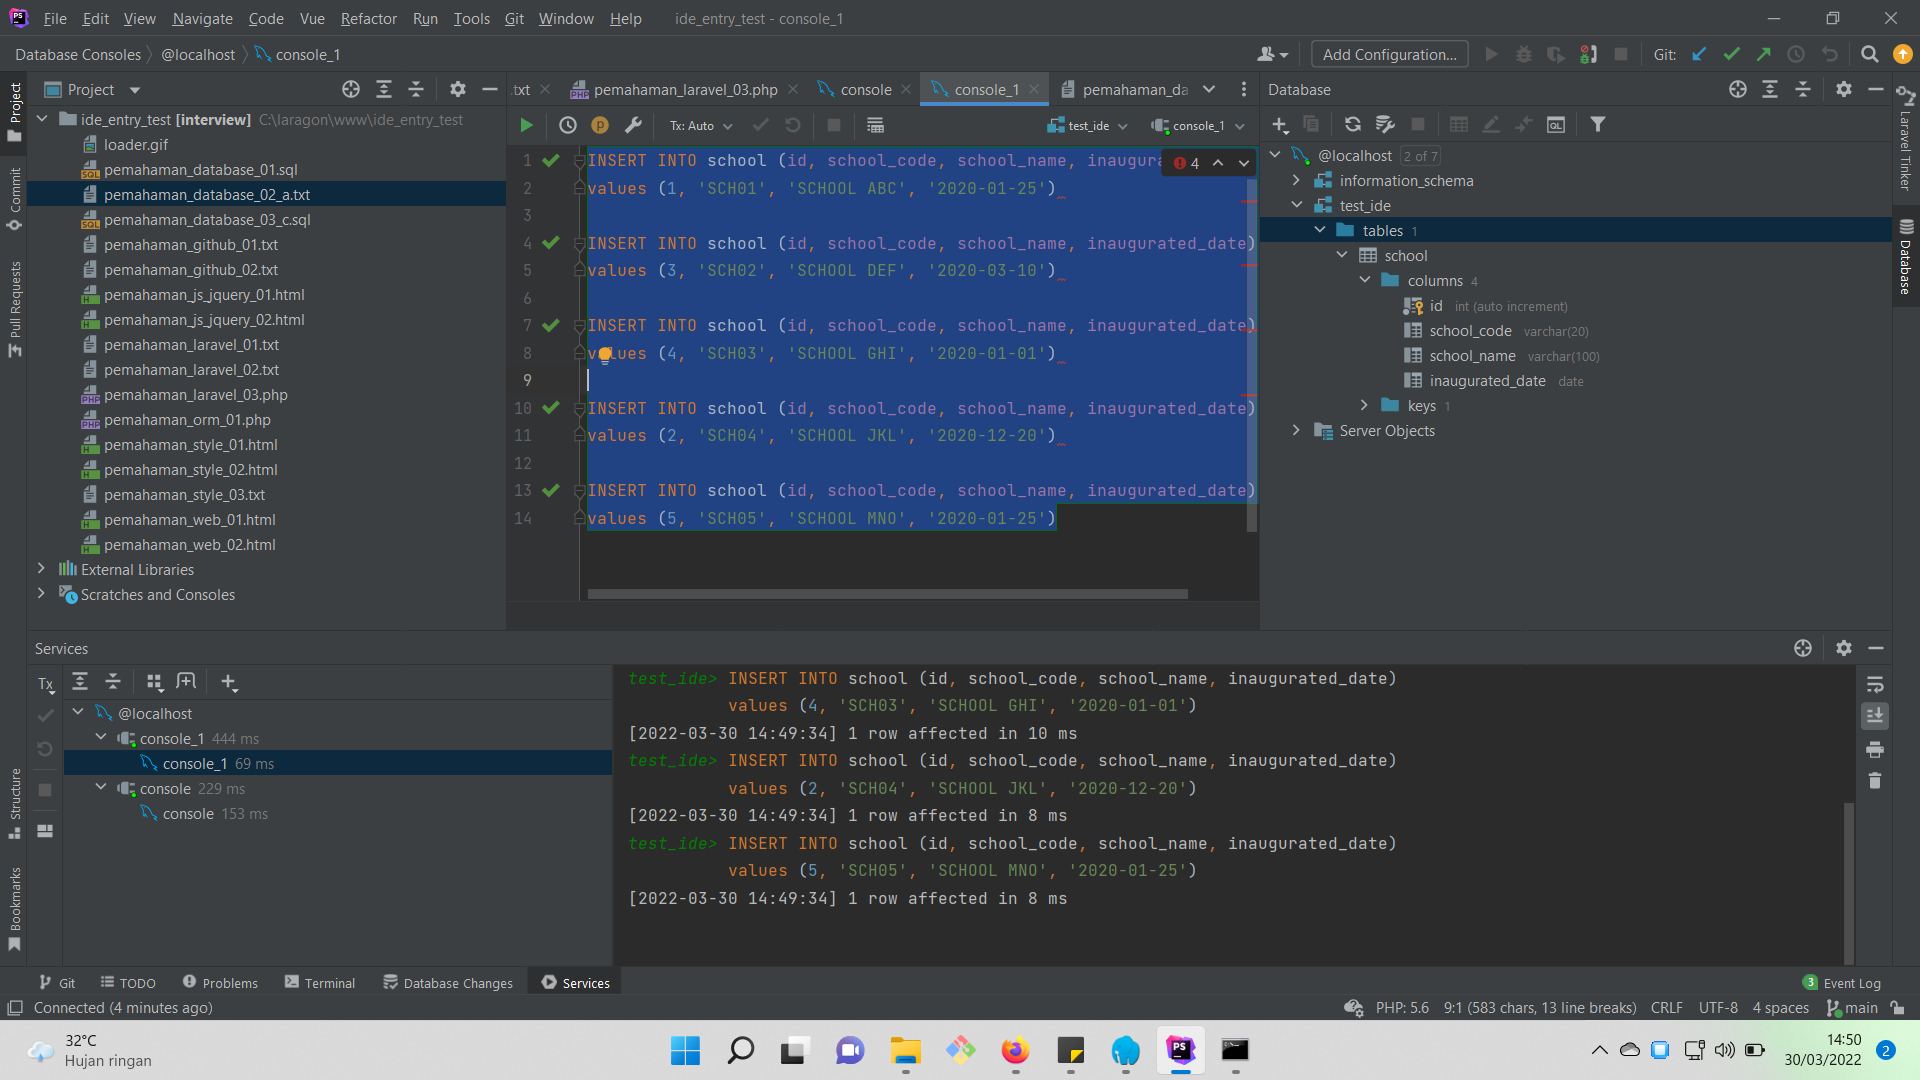 File Edit View Navigate Code Vue Refactor Run Tools Git Window Help ide_entry_test - console_1
Database Consoles @localhost console_1 Add Configuration... Git:
Project .txt pemahaman_laravel_03.php console console_1 pemahaman_da Database
ide_entry_test [interview] C:\laragon\www\ide_entry_test
Tx: Auto test_ide console_1
loader.gif
pemahaman_database_01.sql
pemahaman_database_02_a.txt
pemahaman_database_03_c.sql
pemahaman_github_01.txt
pemahaman_github_02.txt
pemahaman_js_jquery_01.html
pemahaman_js_jquery_02.html
pemahaman_laravel_01.txt
pemahaman_laravel_02.txt
pemahaman_laravel_03.php
pemahaman_orm_01.php
pemahaman_style_01.html
pemahaman_style_02.html
pemahaman_style_03.txt
pemahaman_web_01.html
pemahaman_web_02.html
External Libraries
Scratches and Consoles
1 INSERT INTO school (id, school_code, school_name, inaugura 4
2 values (1, 'SCH01', 'SCHOOL ABC', '2020-01-25')
3
4 INSERT INTO school (id, school_code, school_name, inaugurated_date)
5 values (3, 'SCH02', 'SCHOOL DEF', '2020-03-10')
6
7 INSERT INTO school (id, school_code, school_name, inaugurated_date)
8 values (4, 'SCH03', 'SCHOOL GHI', '2020-01-01')
9
10 INSERT INTO school (id, school_code, school_name, inaugurated_date)
11 values (2, 'SCH04', 'SCHOOL JKL', '2020-12-20')
12
13 INSERT INTO school (id, school_code, school_name, inaugurated_date)
14 values (5, 'SCH05', 'SCHOOL MNO', '2020-01-25')
@localhost 2 of 7
information_schema
test_ide
tables 1
school
columns 4
id int (auto increment)
school_code varchar(20)
school_name varchar(100)
inaugurated_date date
keys 1
Server Objects
Project
Commit
Pull Requests
Structure
Bookmarks
Laravel Tinker
Database
Services
Tx
@localhost
console_1 444 ms
console_1 69 ms
console 229 ms
console 153 ms
test_ide> INSERT INTO school (id, school_code, school_name, inaugurated_date)
values (4, 'SCH03', 'SCHOOL GHI', '2020-01-01')
[2022-03-30 14:49:34] 1 row affected in 10 ms
test_ide> INSERT INTO school (id, school_code, school_name, inaugurated_date)
values (2, 'SCH04', 'SCHOOL JKL', '2020-12-20')
[2022-03-30 14:49:34] 1 row affected in 8 ms
test_ide> INSERT INTO school (id, school_code, school_name, inaugurated_date)
values (5, 'SCH05', 'SCHOOL MNO', '2020-01-25')
[2022-03-30 14:49:34] 1 row affected in 8 ms
Git TODO Problems Terminal Database Changes Services 3 Event Log
Connected (4 minutes ago) PHP: 5.6 9:1 (583 chars, 13 line breaks) CRLF UTF-8 4 spaces main
32°C
Hujan ringan
14:50
30/03/2022
2